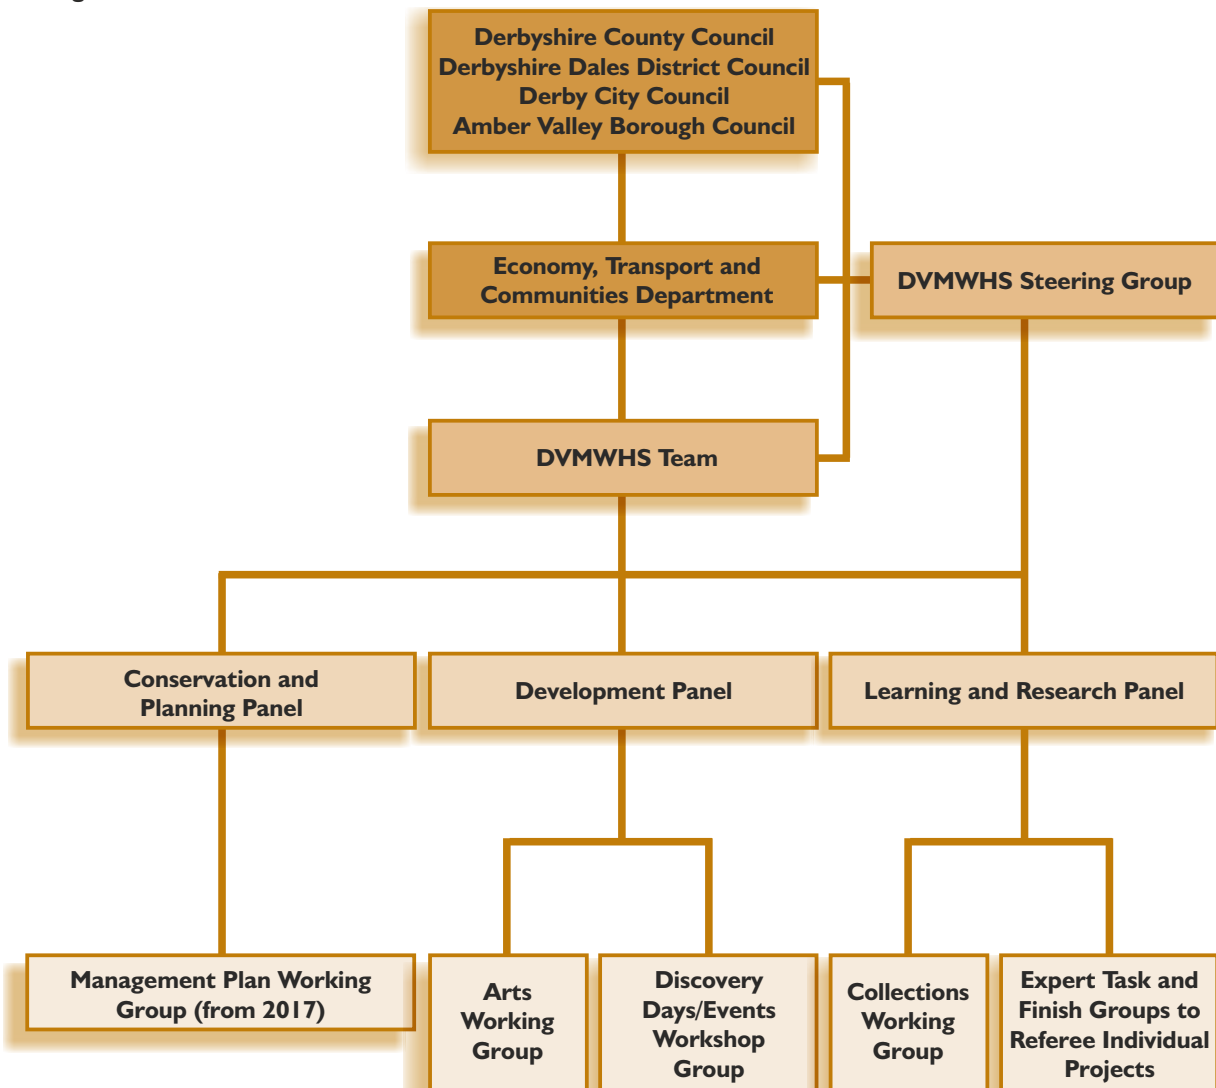 Derbyshire County Council
Derbyshire Dales District Council
Derby City Council
Amber Valley Borough Council
Economy, Transport and
Communities Department
DVMWHS Steering Group
DVMWHS Team
Conservation and
Planning Panel
Development Panel
Learning and Research Panel
Management Plan Working
Group (from 2017)
Arts
Working
Group
Discovery
Days/Events
Workshop
Group
Collections
Working
Group
Expert Task and
Finish Groups to
Referee Individual
Projects